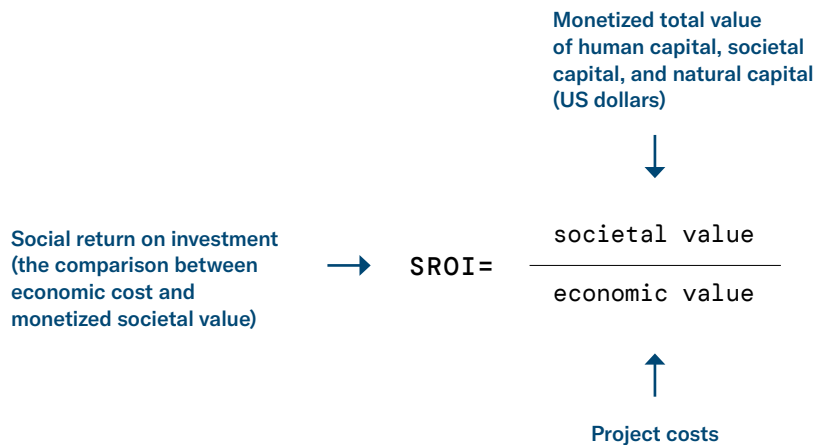 Monetized total value
of human capital, societal
capital, and natural capital
(US dollars)
Social return on investment
(the comparison between
economic cost and
monetized societal value)
SROI=
societal value
economic value
Project costs